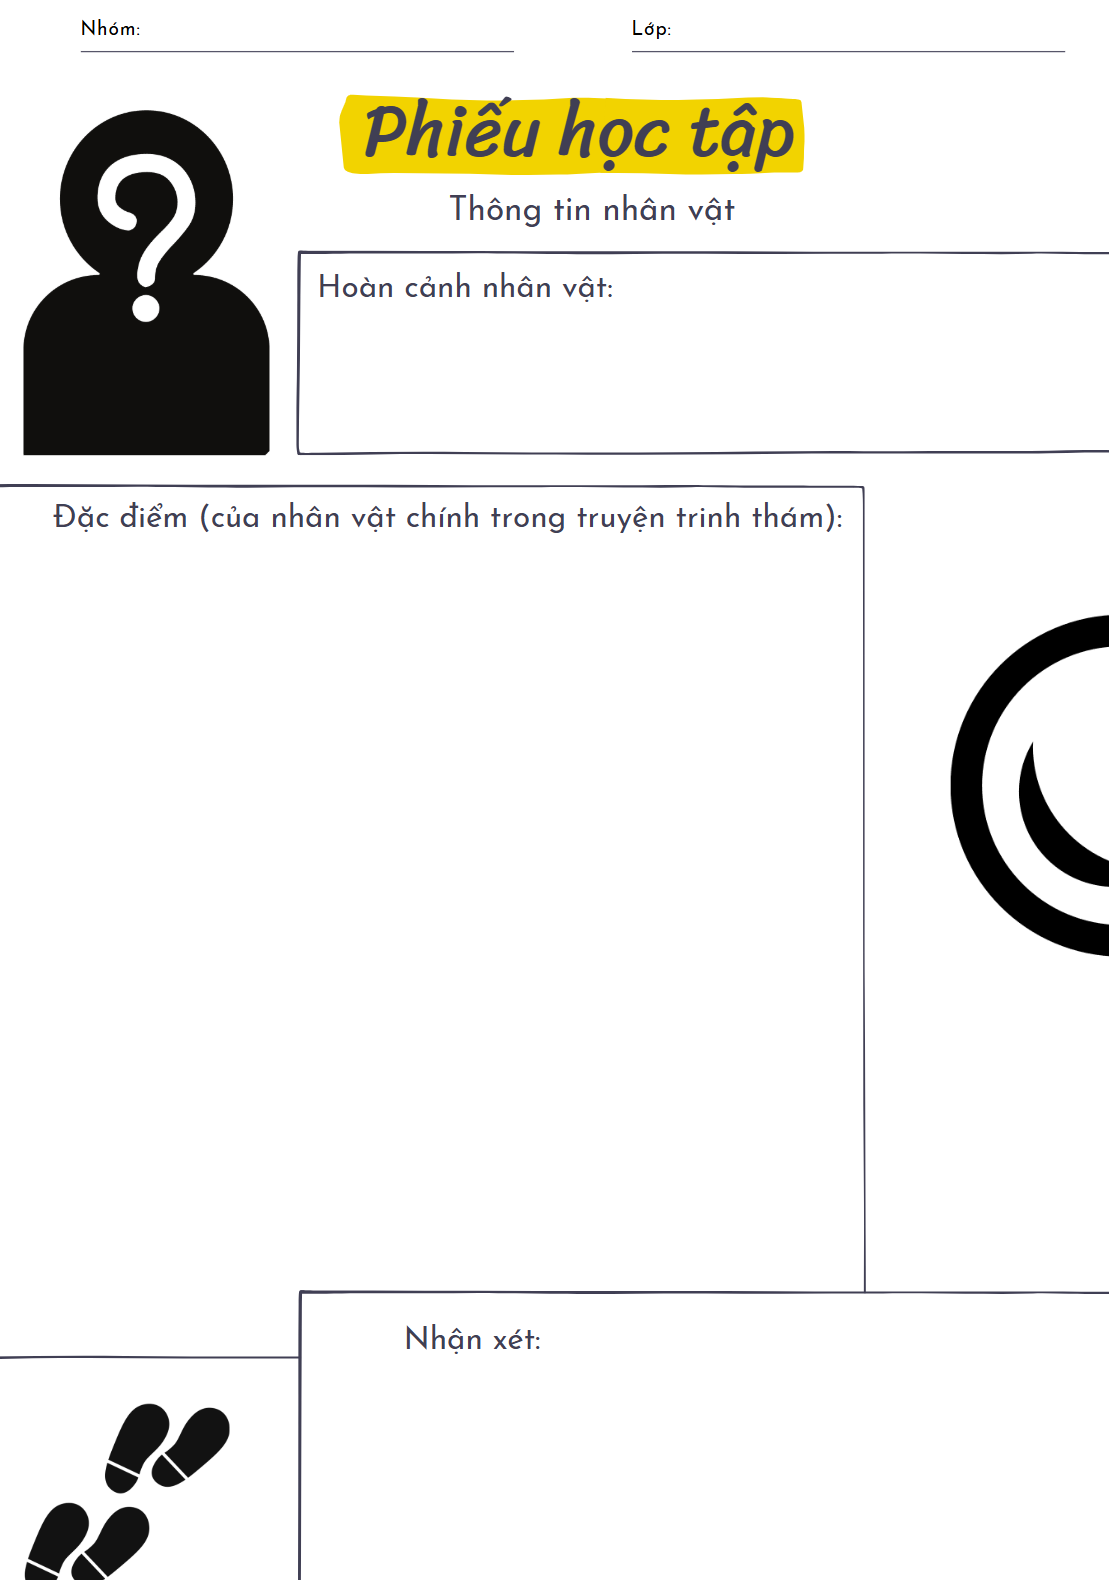 Nhóm:
Lớp:
Phiếu học tập
Thông tin nhân vật
Hoàn cảnh nhân vật:
Đặc điểm (của nhân vật chính trong truyện trinh thám):
Nhận xét: